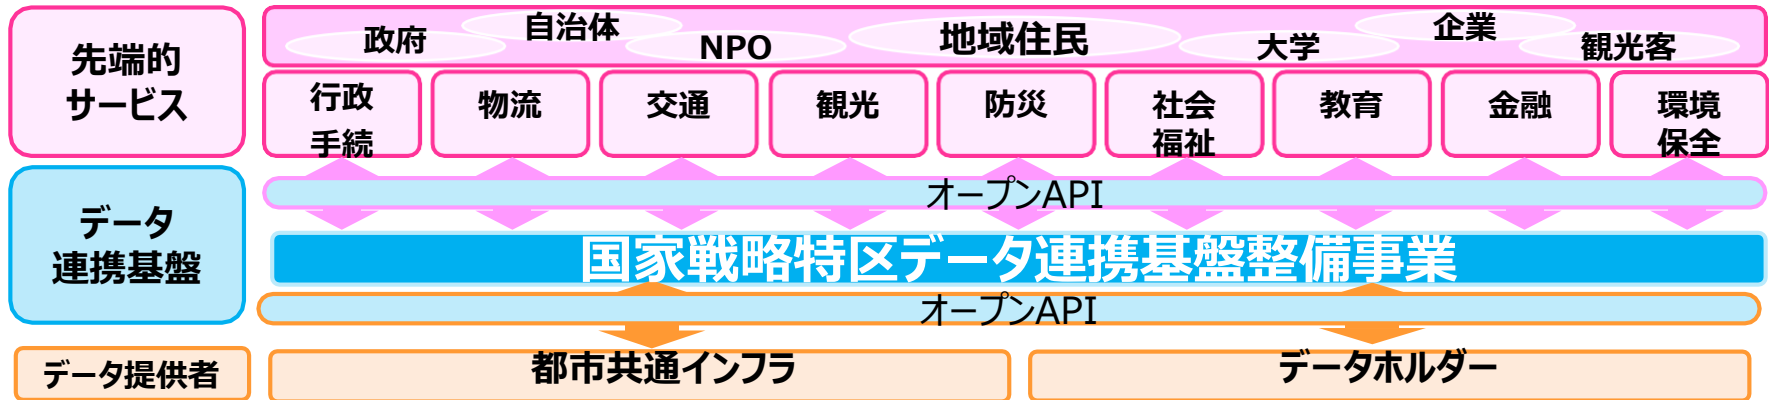 先端的
サービス
政府
自治体
NPO
地域住民
大学
企業
観光客
行政
手続
物流
交通
観光
防災
社会
福祉
教育
金融
環境
保全
データ
連携基盤
オープンAPI
国家戦略特区データ連携基盤整備事業
オープンAPI
データ提供者
都市共通インフラ
データホルダー